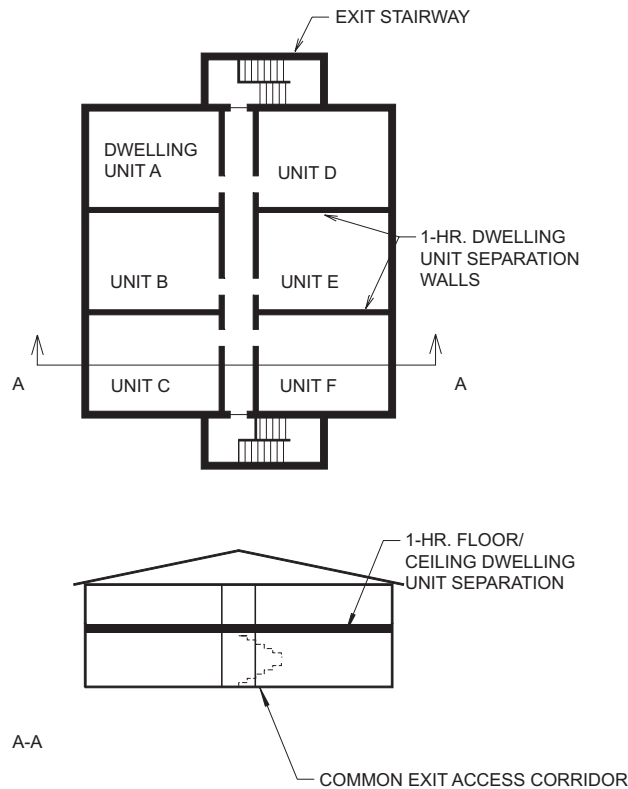 EXIT STAIRWAY
DWELLING
UNIT A
UNIT D
1-HR. DWELLING
UNIT SEPARATION
WALLS
UNIT B
UNIT E
A
A
UNIT C
UNIT F
1-HR. FLOOR/
CEILING DWELLING
UNIT SEPARATION
A-A
COMMON EXIT ACCESS CORRIDOR